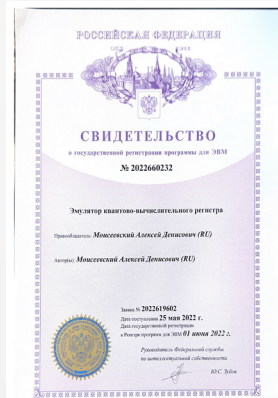 РОССИЙСКАЯ ФЕДЕРАЦИЯ
СВИДЕТЕЛЬСТВО
о государственной регистрации программы для ЭВМ
№ 2022660232
Эмулятор квантово-вычислительного регистра
Правообладатель: Моисеевский Алексей Денисович (RU)
Автор(ы): Моисеевский Алексей Денисович (RU)
Заявка № 2022619602
Дата поступления 25 мая 2022 г.
Дата государственной регистрации
в Реестре программ для ЭВМ 01 июня 2022 г.
Руководитель Федеральной службы
по интеллектуальной собственности
Ю.С. Зубов